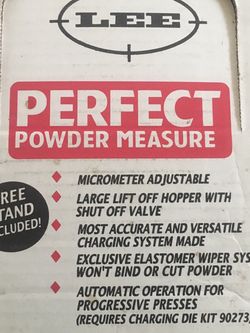 LEE
PERFECT
POWDER MEASURE
MICROMETER ADJUSTABLE
LARGE LIFT OFF HOPPER WITH
SHUT OFF VALVE
MOST ACCURATE AND VERSATILE
CHARGING SYSTEM MADE
EXCLUSIVE ELASTOMER WIPER SYS
WON'T BIND OR CUT POWDER
AUTOMATIC OPERATION FOR
PROGRESSIVE PRESSES
(REQUIRES CHARGING DIE KIT 90273)
REE
TAND
CLUDED!